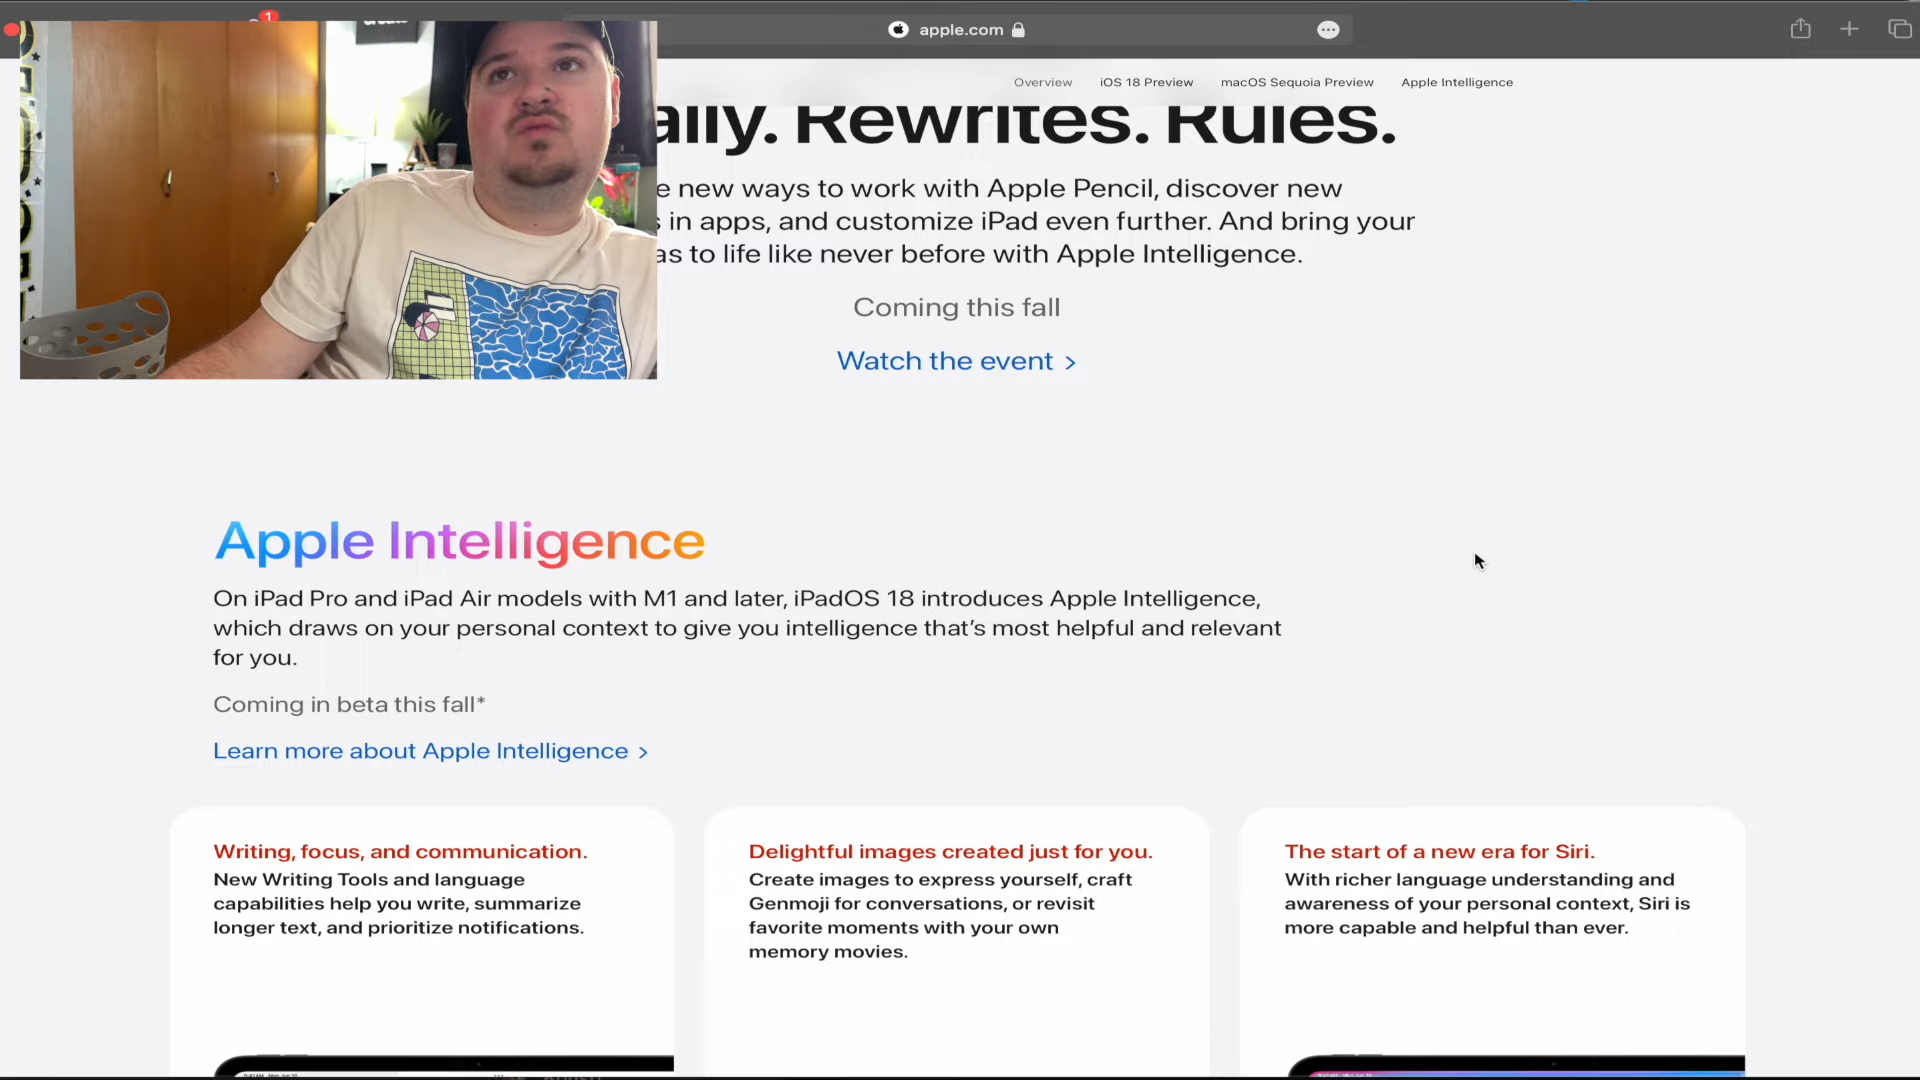 1
apple.com
Overview iOS 18 Preview macOS Sequoia Preview Apple Intelligence
ally. Rewrites. Rules.
e new ways to work with Apple Pencil, discover new
s in apps, and customize iPad even further. And bring your
as to life like never before with Apple Intelligence.
Coming this fall
Watch the event >
Apple Intelligence
On iPad Pro and iPad Air models with M1 and later, iPadOS 18 introduces Apple Intelligence,
which draws on your personal context to give you intelligence that’s most helpful and relevant
for you.
Coming in beta this fall*
Learn more about Apple Intelligence >
Writing, focus, and communication.
New Writing Tools and language
capabilities help you write, summarize
longer text, and prioritize notifications.
Delightful images created just for you.
Create images to express yourself, craft
Genmoji for conversations, or revisit
favorite moments with your own
memory movies.
The start of a new era for Siri.
With richer language understanding and
awareness of your personal context, Siri is
more capable and helpful than ever.